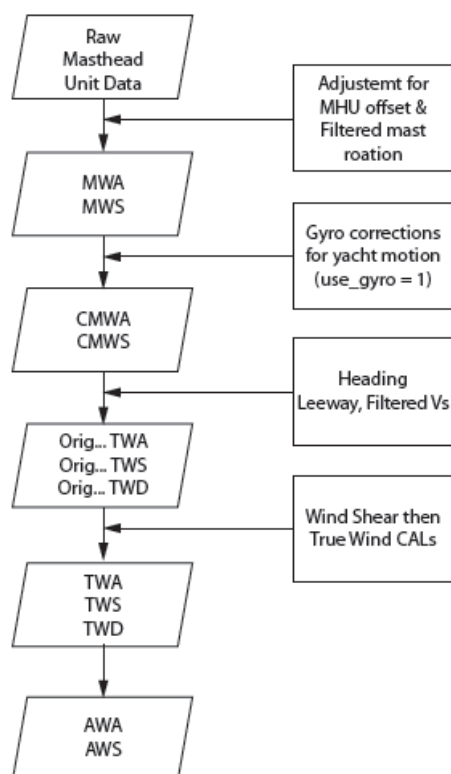 Raw
Masthead
Unit Data
Adjustemt for
MHU offset &
Filtered mast
roation
MWA
MWS
Gyro corrections
for yacht motion
(use_gyro = 1)
CMWA
CMWS
Heading
Leeway, Filtered Vs
Orig... TWA
Orig... TWS
Orig... TWD
Wind Shear then
True Wind CALs
TWA
TWS
TWD
AWA
AWS